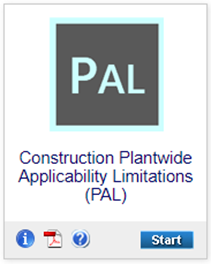 PAL
Construction Plantwide
Applicability Limitations
(PAL)
i ?
Start